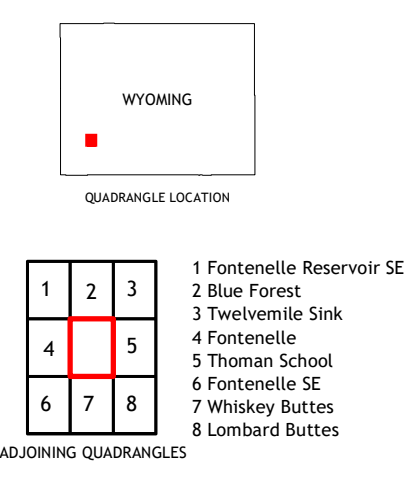 WYOMING
QUADRANGLE LOCATION
1 2 3
4 5
6 7 8
ADJOINING QUADRANGLES
1 Fontenelle Reservoir SE
2 Blue Forest
3 Twelvemile Sink
4 Fontenelle
5 Thoman School
6 Fontenelle SE
7 Whiskey Buttes
8 Lombard Buttes